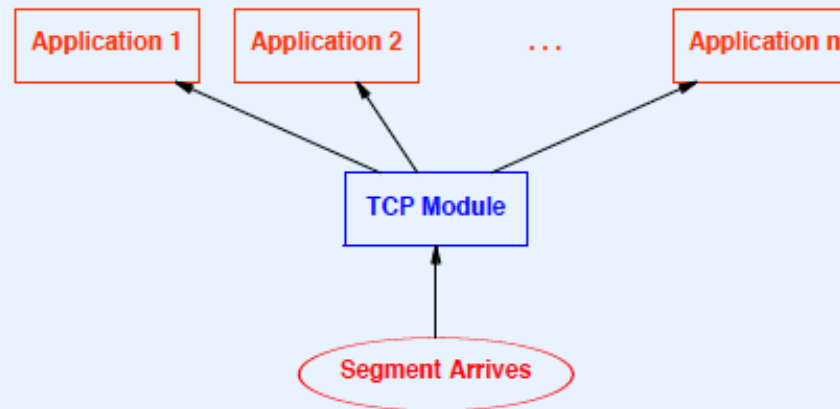 Application 1
Application 2
. . .
Application n
TCP Module
Segment Arrives